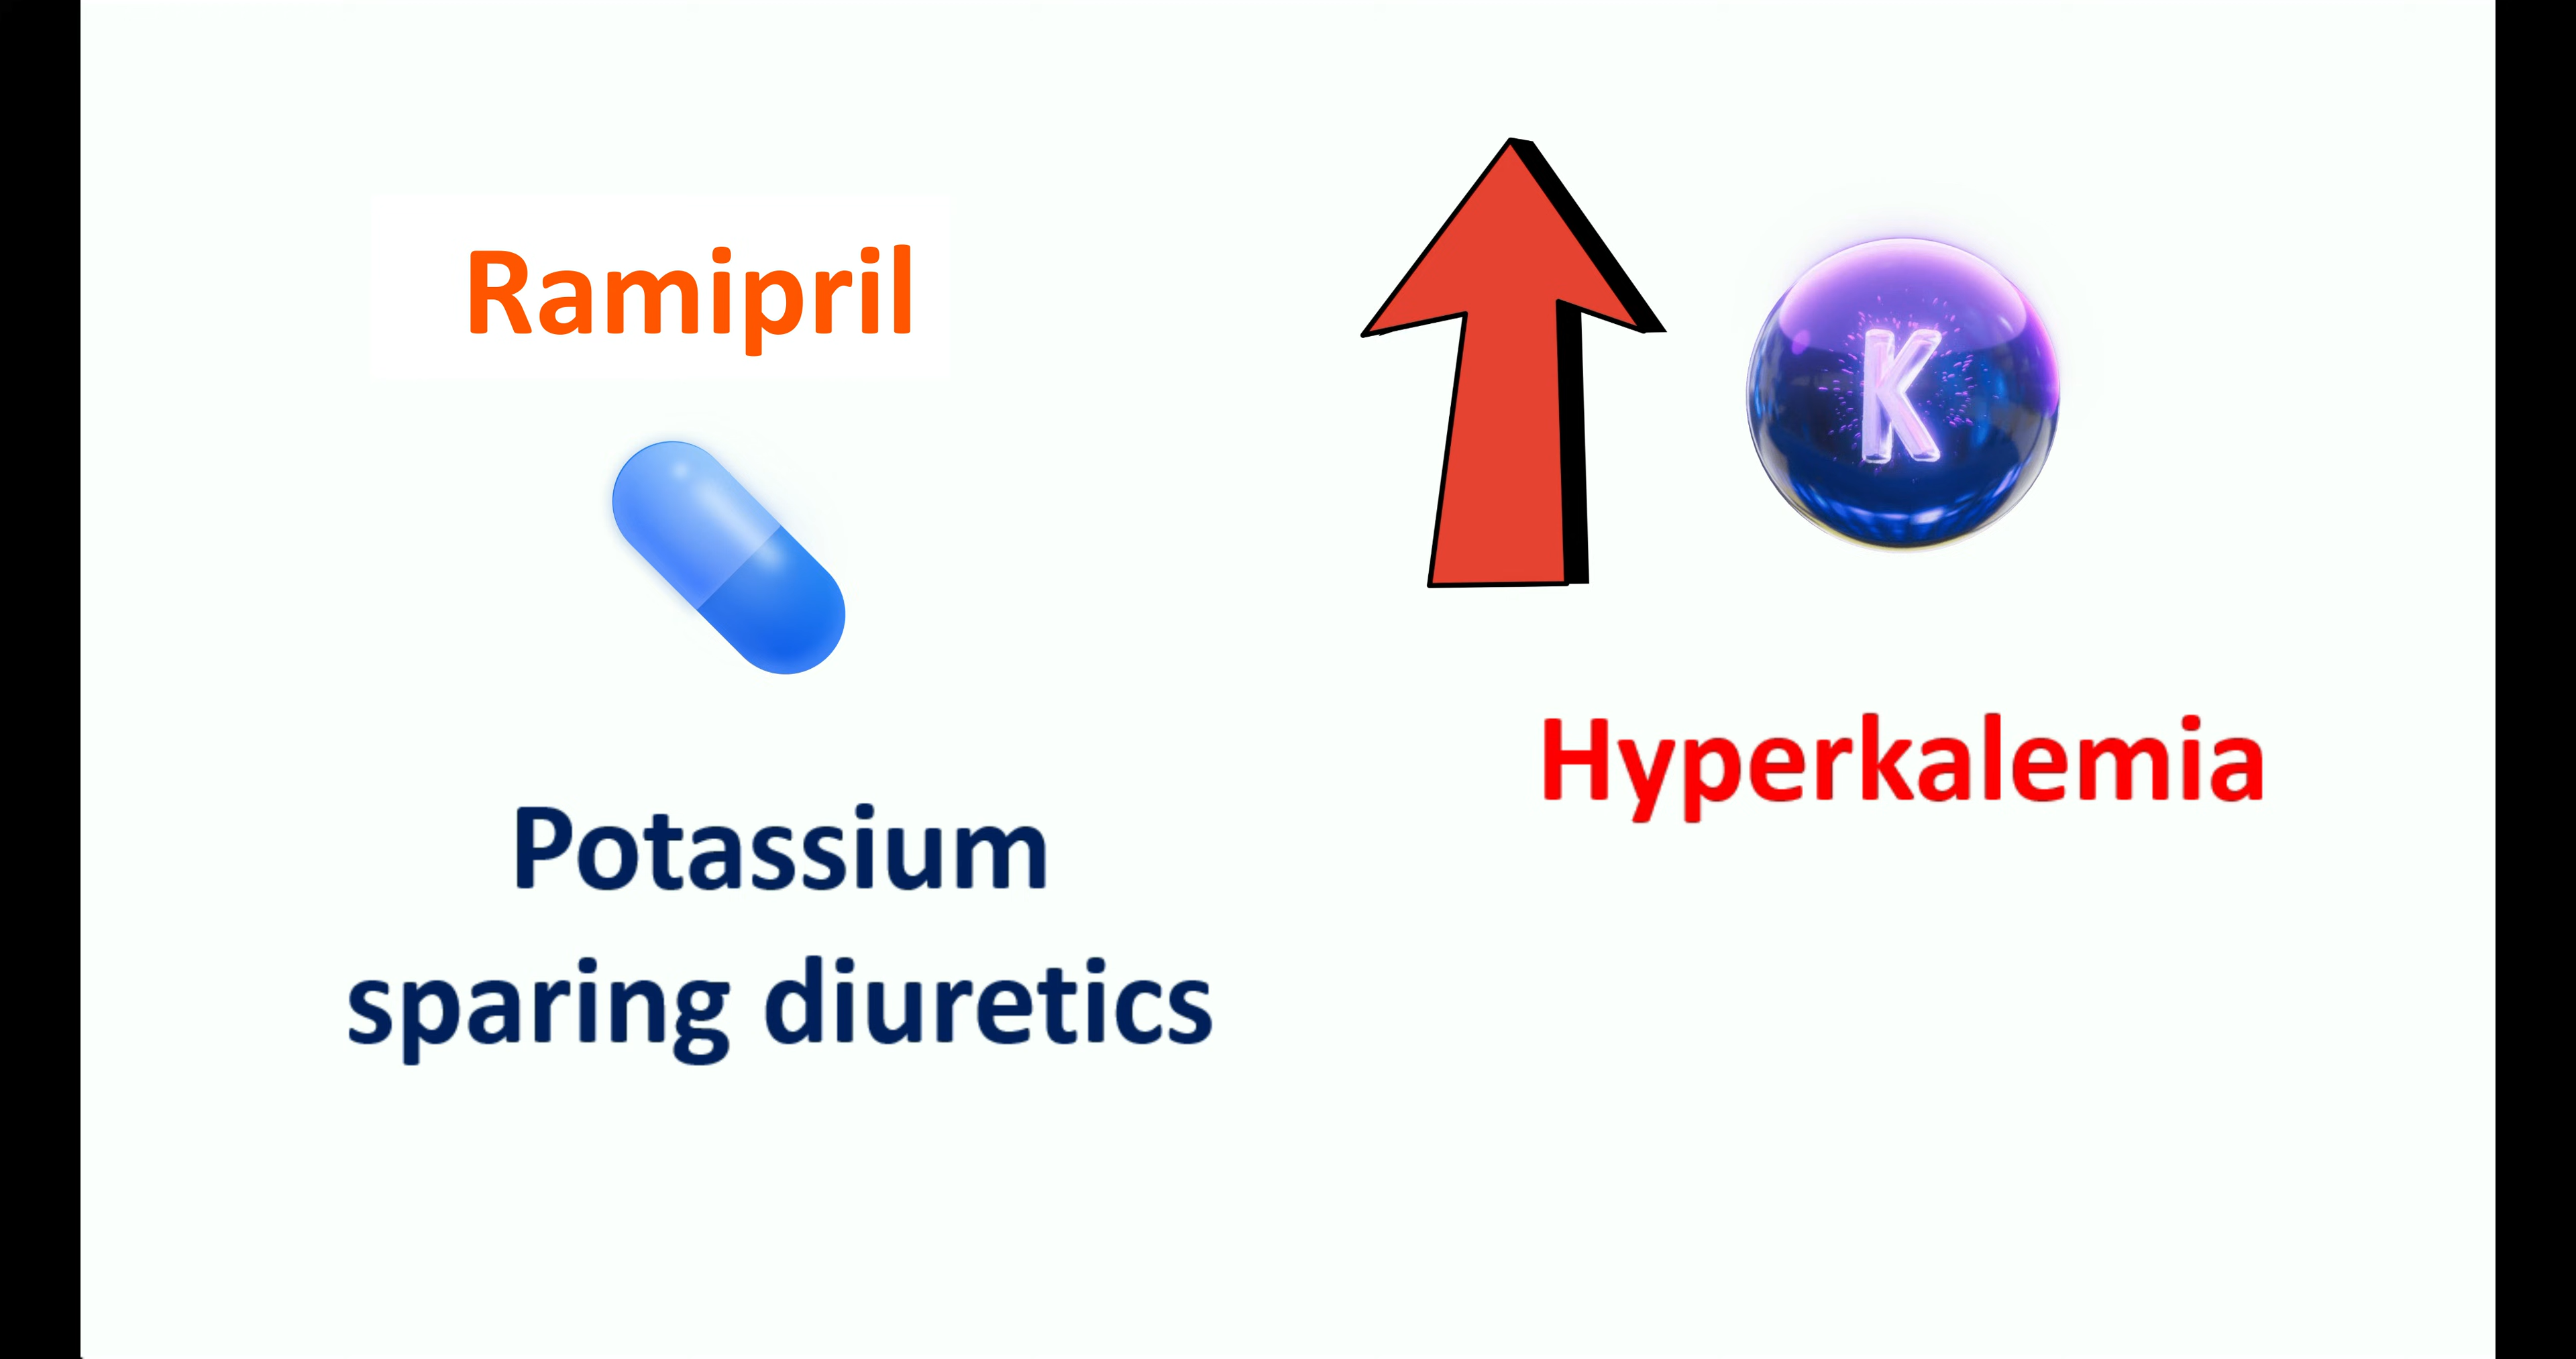 Ramipril
K
Potassium
sparing diuretics
Hyperkalemia